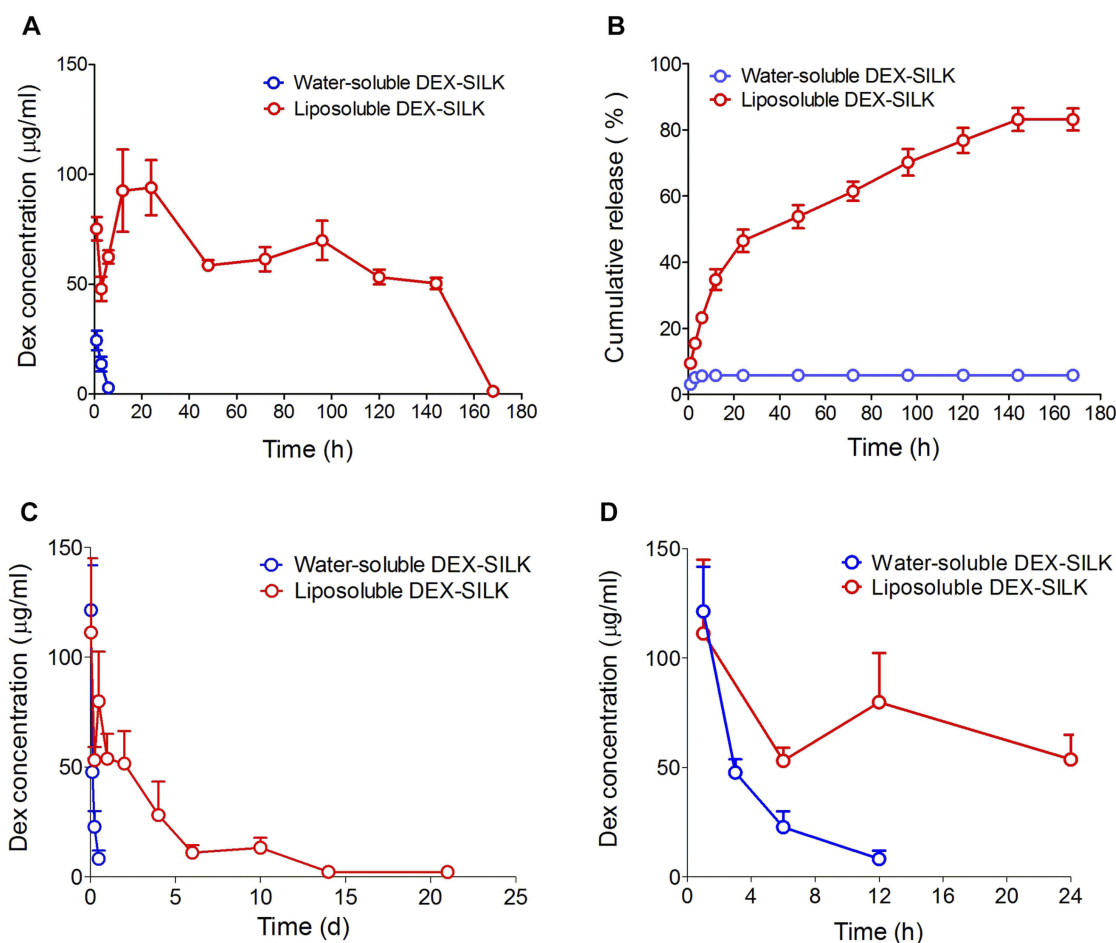 A
Dex concentration (μg/ml)
150
100
50
0
0 20 40 60 80 100 120 140 160 180
Time (h)
Water-soluble DEX-SILK
Liposoluble DEX-SILK
B
Cumulative release ( % )
100
80
60
40
20
0
0 20 40 60 80 100 120 140 160 180
Time (h)
Water-soluble DEX-SILK
Liposoluble DEX-SILK
C
Dex concentration (μg/ml)
150
100
50
0
0 5 10 15 20 25
Time (d)
Water-soluble DEX-SILK
Liposoluble DEX-SILK
D
Dex concentration (μg/ml)
150
100
50
0
0 4 8 12 16 20 24
Time (h)
Water-soluble DEX-SILK
Liposoluble DEX-SILK